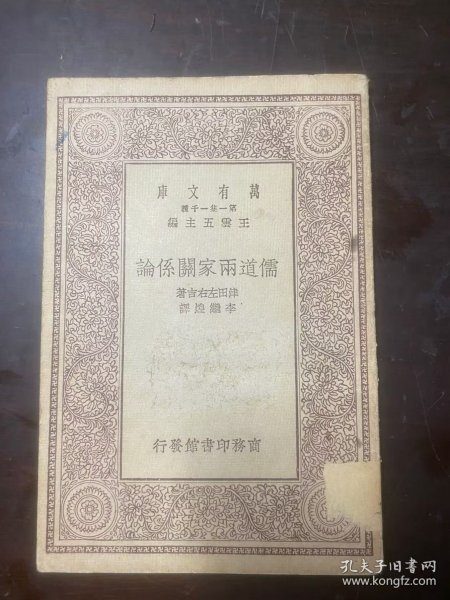 萬有文庫
第一集一千種
王雲五主編
儒道兩家關係論
津田左右吉著
李繼煌譯
商務印書館發行
孔夫子旧书网
www.kongfz.com